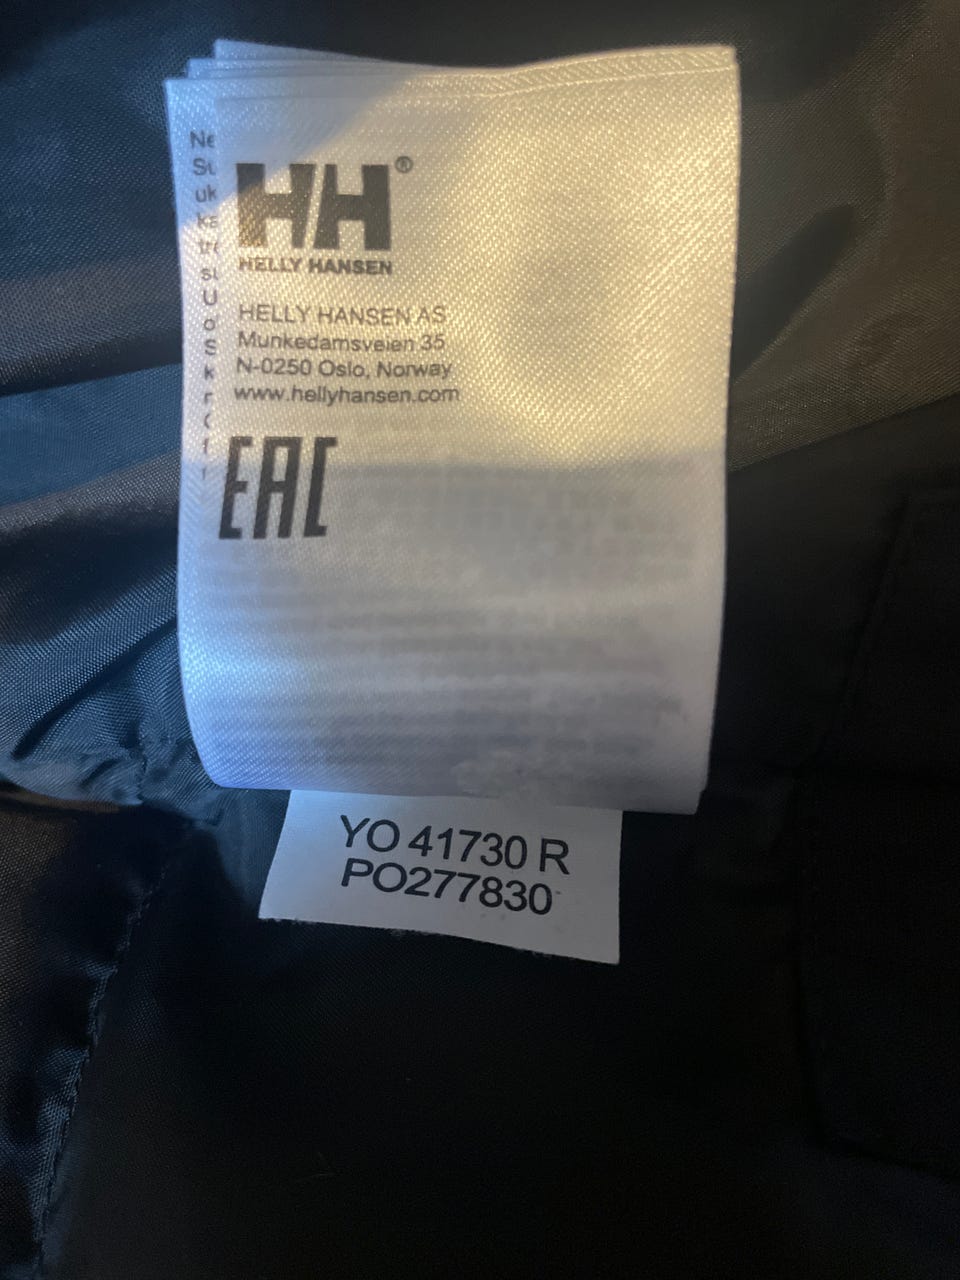 HH®
HELLY HANSEN
HELLY HANSEN AS
Munkedamsveien 35
N-0250 Oslo, Norway
www.hellyhansen.com
EAC
YO 41730 R
PO277830